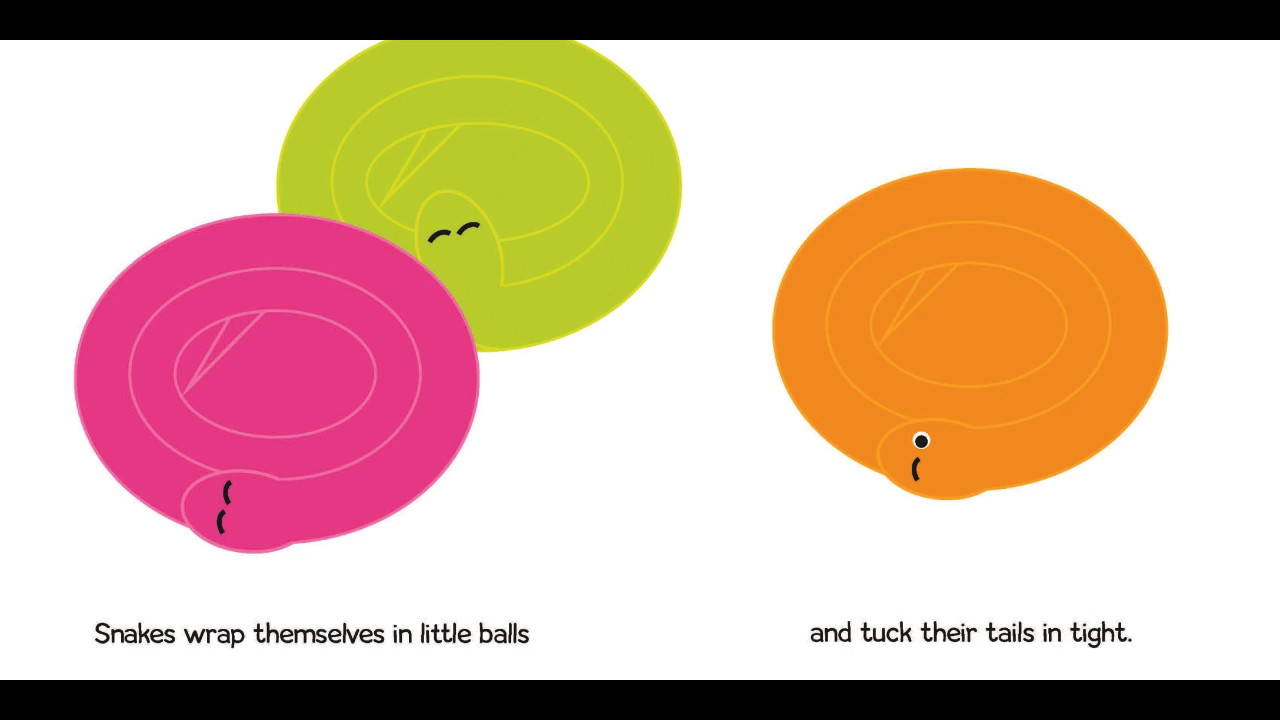 Snakes wrap themselves in little balls
and tuck their tails in tight.